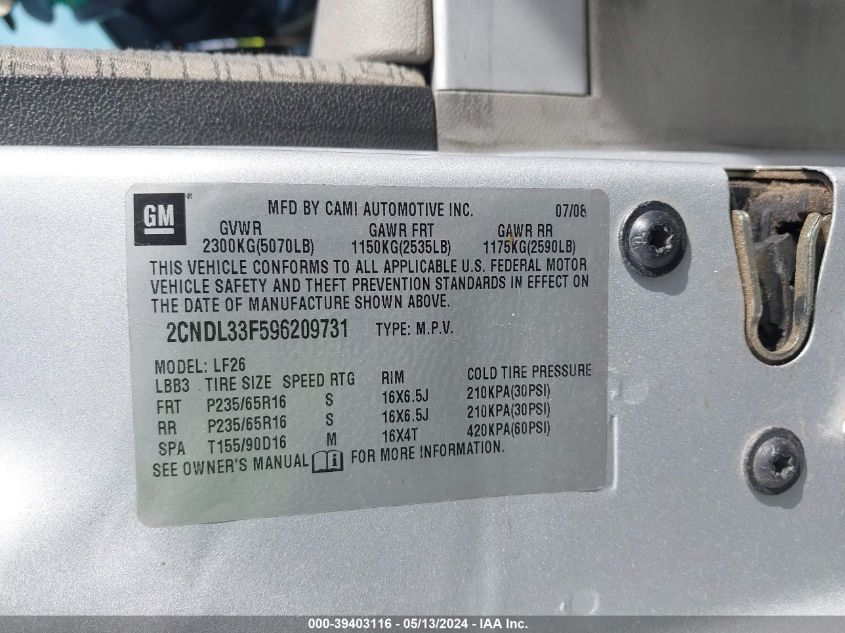 GM
MFD BY CAMI AUTOMOTIVE INC. 07/08
GVWR GAWR FRT GAWR RR
2300KG(5070LB) 1150KG(2535LB) 1175KG(2590LB)
THIS VEHICLE CONFORMS TO ALL APPLICABLE U.S. FEDERAL MOTOR
VEHICLE SAFETY AND THEFT PREVENTION STANDARDS IN EFFECT ON
THE DATE OF MANUFACTURE SHOWN ABOVE.
2CNDL33F596209731 TYPE: M.P.V.
MODEL: LF26
LBB3 TIRE SIZE SPEED RTG RIM COLD TIRE PRESSURE
FRT P235/65R16 S 16X6.5J 210KPA(30PSI)
RR P235/65R16 S 16X6.5J 210KPA(30PSI)
SPA T155/90D16 M 16X4T 420KPA(60PSI)
SEE OWNER'S MANUAL FOR MORE INFORMATION.
000-39403116 - 05/13/2024 - IAA Inc.